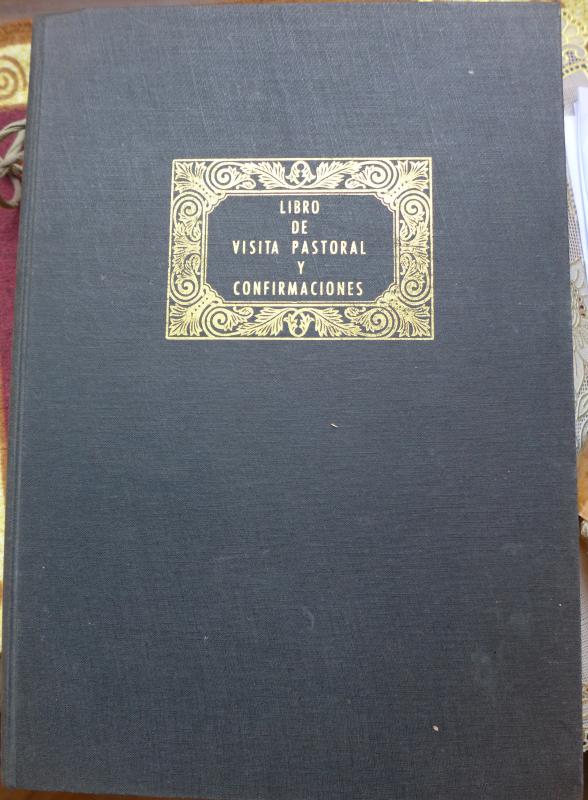 LIBRO
DE
VISITA PASTORAL
Y
CONFIRMACIONES